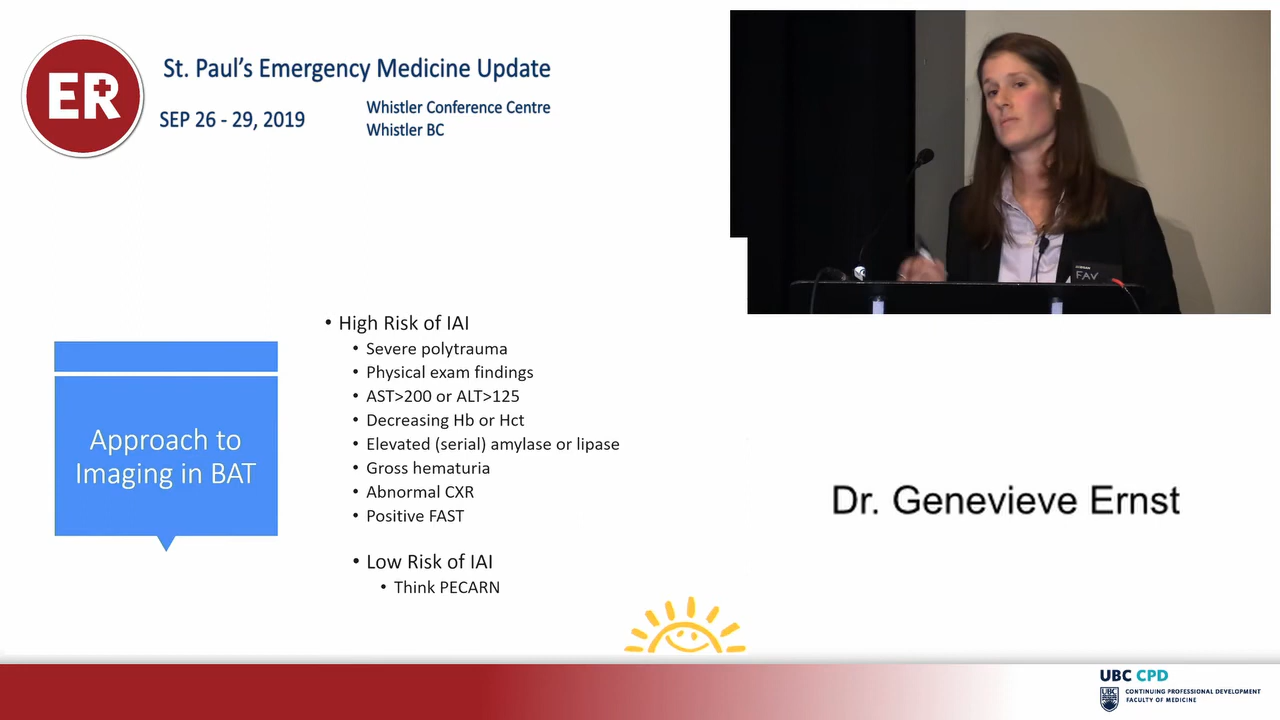 ER
St. Paul's Emergency Medicine Update
SEP 26 - 29, 2019
Whistler Conference Centre
Whistler BC
FAV
• High Risk of IAI
• Severe polytrauma
• Physical exam findings
• AST>200 or ALT>125
• Decreasing Hb or Hct
• Elevated (serial) amylase or lipase
• Gross hematuria
• Abnormal CXR
• Positive FAST
• Low Risk of IAI
• Think PECARN
Approach to
Imaging in BAT
Dr. Genevieve Ernst
UBC CPD
CONTINUING PROFESSIONAL DEVELOPMENT
FACULTY OF MEDICINE